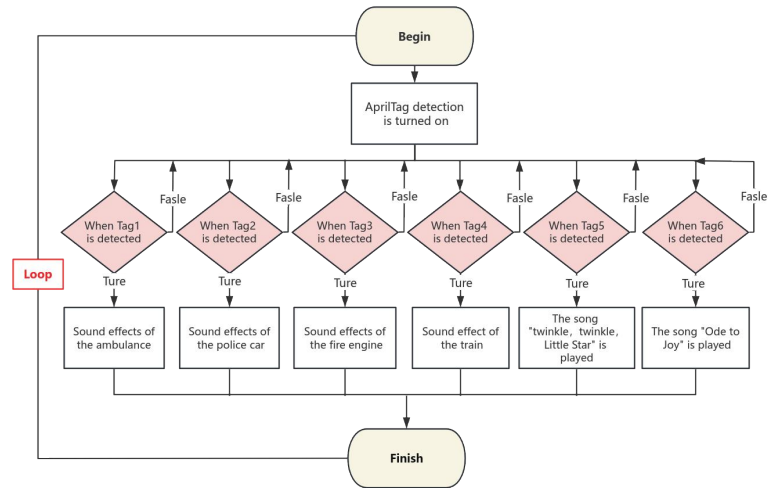 Begin
AprilTag detection
is turned on
Fasle
Fasle
Fasle
Fasle
Fasle
Fasle
When Tag1
is detected
When Tag2
is detected
When Tag3
is detected
When Tag4
is detected
When Tag5
is detected
When Tag6
is detected
Loop
Ture
Ture
Ture
Ture
Ture
Ture
Sound effects of
the ambulance
Sound effects of
the police car
Sound effects of
the fire engine
Sound effect of
the train
The song
"twinkle，twinkle,
Little Star" is
played
The song "Ode to
Joy" is played
Finish